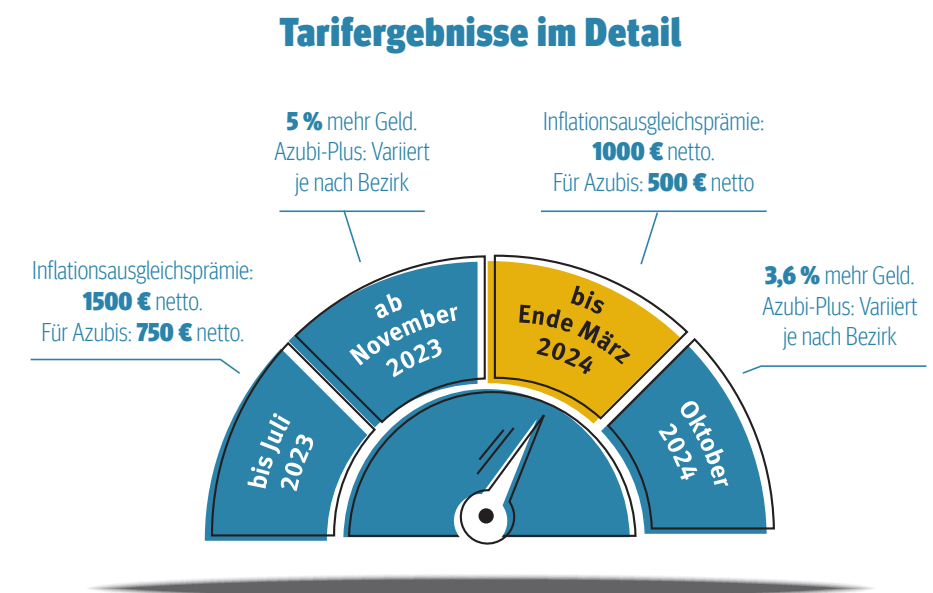 Tarifergebnisse im Detail
5 % mehr Geld.
Azubi-Plus: Variiert
je nach Bezirk
Inflationsausgleichsprämie:
1000 € netto.
Für Azubis: 500 € netto
Inflationsausgleichsprämie:
1500 € netto.
Für Azubis: 750 € netto.
3,6 % mehr Geld.
Azubi-Plus: Variiert
je nach Bezirk
bis Juli
2023
ab
November
2023
bis
Ende März
2024
Oktober
2024